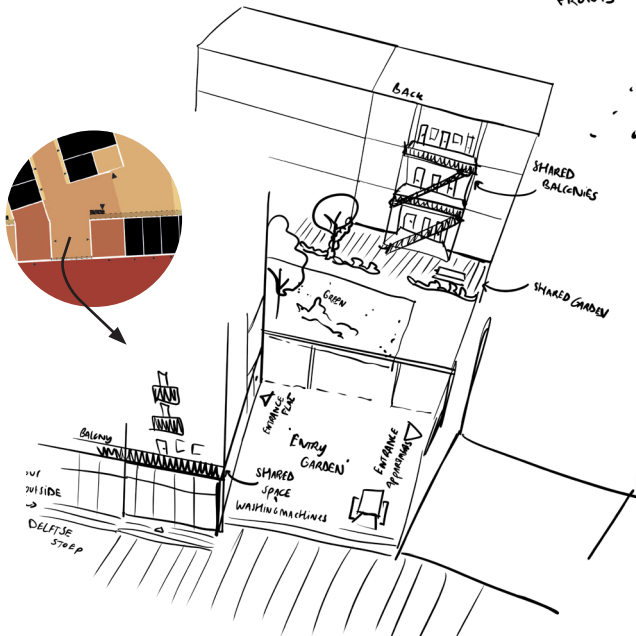 FRONTS
BACK
SHARED
BALCONIES
SHARED GARDEN
GREEN
ENTRANCE
FLAT
'ENTRY
GARDEN'
ENTRANCE
APPARTMENTS
BALCONY
SHARED
SPACE
WASHINGMACHINES
OUTSIDE
DELFTSE
STOEP